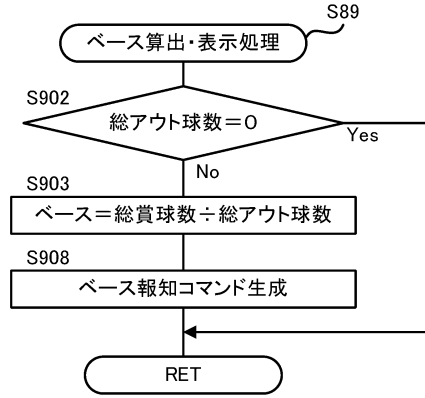 S89
ベース算出・表示処理
S902
総アウト球数=0
Yes
No
S903
ベース=総賞球数÷総アウト球数
S908
ベース報知コマンド生成
RET